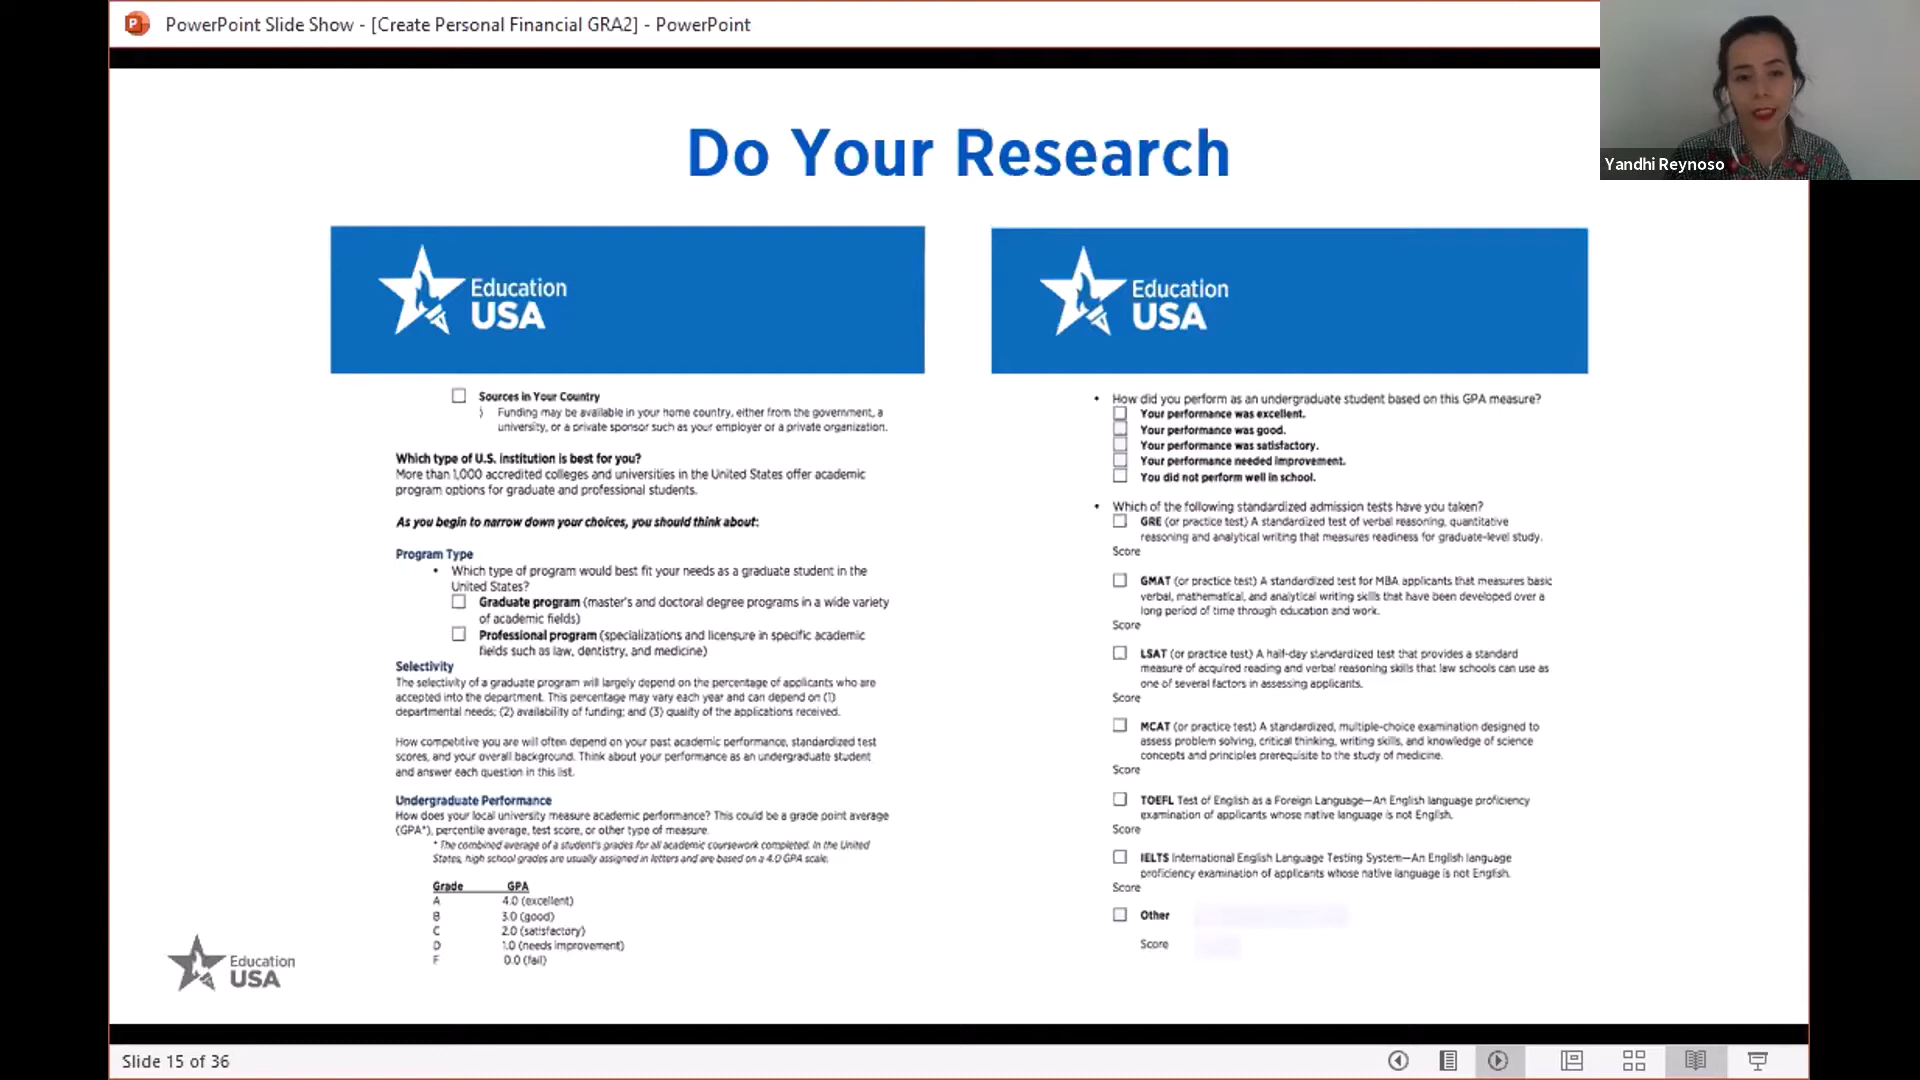 PowerPoint Slide Show - [Create Personal Financial GRA2] - PowerPoint
Yandhi Reynoso
Do Your Research
Education
USA
Sources in Your Country
Funding may be available in your home country, either from the government, a
university, or a private sponsor such as your employer or a private organization.
Which type of U.S. institution is best for you?
More than 1,000 accredited colleges and universities in the United States offer academic
program options for graduate and professional students.
As you begin to narrow down your choices, you should think about:
Program Type
• Which type of program would best fit your needs as a graduate student in the
United States?
Graduate program (master's and doctoral degree programs in a wide variety
of academic fields)
Professional program (specializations and licensure in specific academic
fields such as law, dentistry, and medicine)
Selectivity
The selectivity of a graduate program will largely depend on the percentage of applicants who are
accepted into the department. This percentage may vary each year and can depend on (1)
departmental needs; (2) availability of funding; and (3) quality of the applications received.
How competitive you are will often depend on your past academic performance, standardized test
scores, and your overall background. Think about your performance as an undergraduate student
and answer each question in this list.
Undergraduate Performance
How does your local university measure academic performance? This could be a grade point average
(GPA*), percentile average, test score, or other type of measure.
* The combined average of a student's grades for all academic coursework completed. In the United
States, high school grades are usually assigned in letters and are based on a 4.0 GPA scale.
Grade GPA
A 4.0 (excellent)
B 3.0 (good)
C 2.0 (satisfactory)
D 1.0 (needs improvement)
F 0.0 (fail)
Education
USA
• How did you perform as an undergraduate student based on this GPA measure?
Your performance was excellent.
Your performance was good.
Your performance was satisfactory.
Your performance needed improvement.
You did not perform well in school.
• Which of the following standardized admission tests have you taken?
GRE (or practice test) A standardized test of verbal reasoning, quantitative
reasoning and analytical writing that measures readiness for graduate-level study.
Score
GMAT (or practice test) A standardized test for MBA applicants that measures basic
verbal, mathematical, and analytical writing skills that have been developed over a
long period of time through education and work.
Score
LSAT (or practice test) A half-day standardized test that provides a standard
measure of acquired reading and verbal reasoning skills that law schools can use as
one of several factors in assessing applicants.
Score
MCAT (or practice test) A standardized, multiple-choice examination designed to
assess problem solving, critical thinking, writing skills, and knowledge of science
concepts and principles prerequisite to the study of medicine.
Score
TOEFL Test of English as a Foreign Language—An English language proficiency
examination of applicants whose native language is not English.
Score
IELTS International English Language Testing System—An English language
proficiency examination of applicants whose native language is not English.
Score
Other
Score
Education
USA
Slide 15 of 36